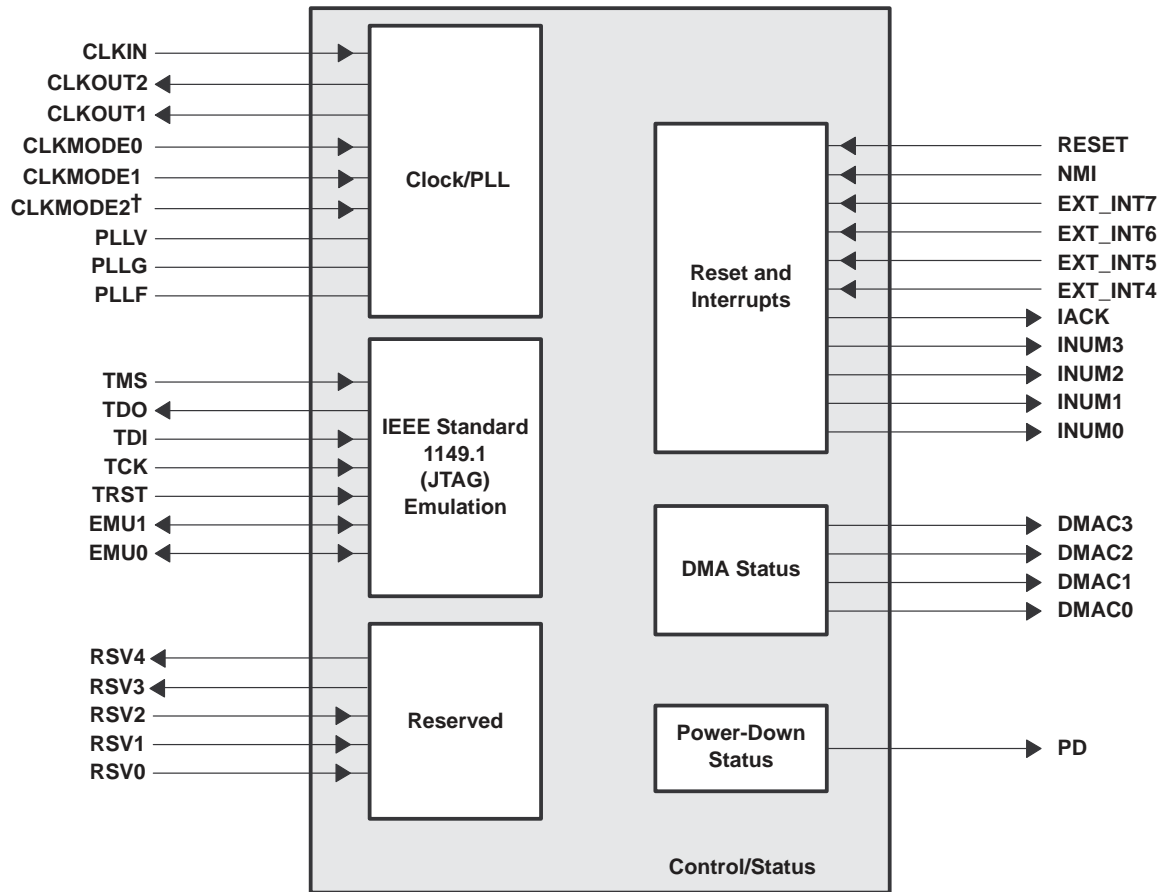 CLKIN
CLKOUT2
CLKOUT1
CLKMODE0
CLKMODE1
CLKMODE2†
PLLV
PLLG
PLLF
Clock/PLL
TMS
TDO
TDI
TCK
TRST
EMU1
EMU0
IEEE Standard
1149.1
(JTAG)
Emulation
RSV4
RSV3
RSV2
RSV1
RSV0
Reserved
Reset and
Interrupts
RESET
NMI
EXT_INT7
EXT_INT6
EXT_INT5
EXT_INT4
IACK
INUM3
INUM2
INUM1
INUM0
DMA Status
DMAC3
DMAC2
DMAC1
DMAC0
Power-Down
Status
PD
Control/Status